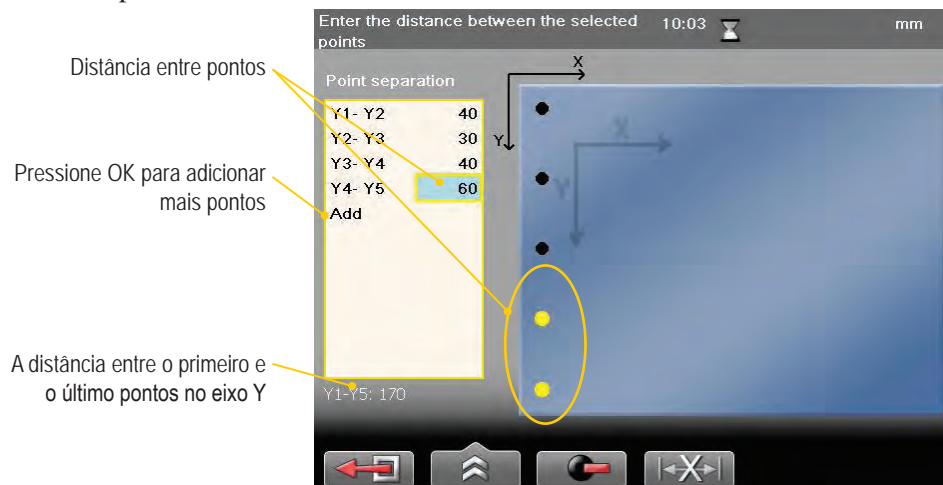 Enter the distance between the selected
points
10:03
mm
Distância entre pontos
Point separation
X
Y
Y1- Y2 40
Y2- Y3 30
Y3- Y4 40
Y4- Y5 60
Add
X
Y
Pressione OK para adicionar
mais pontos
A distância entre o primeiro e
o último pontos no eixo Y
Y1-Y5: 170
X